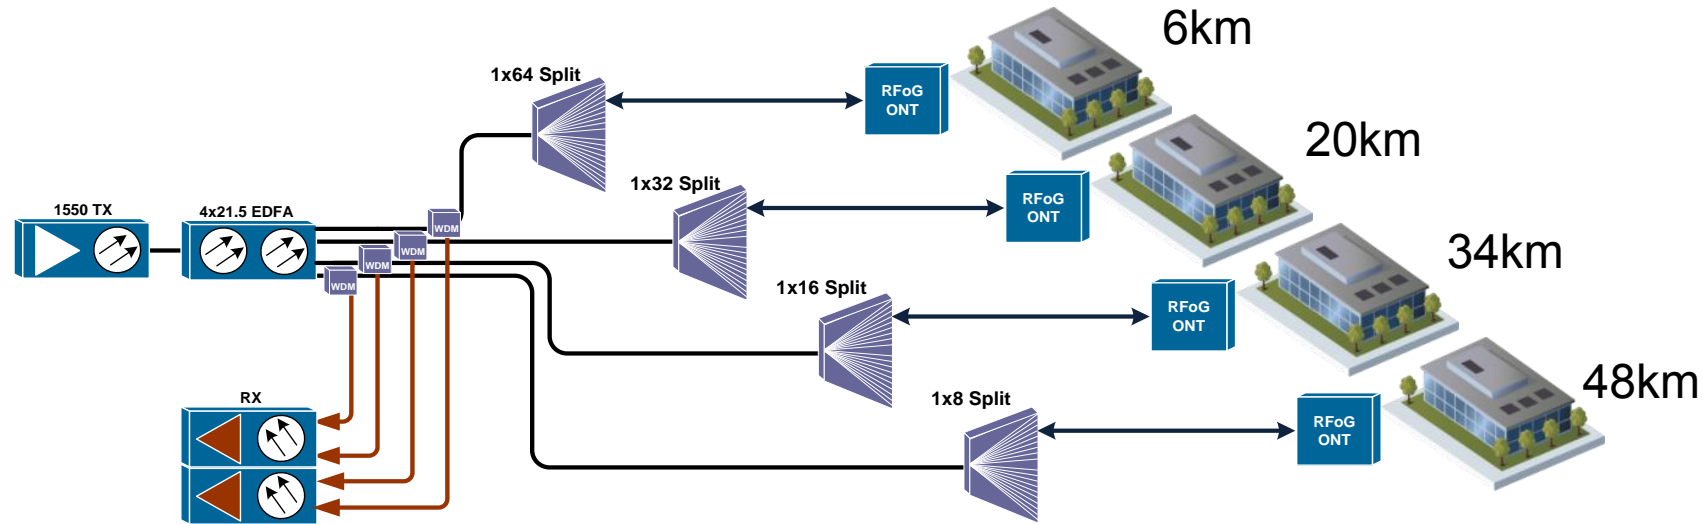 6km
1x64 Split
RFoG
ONT
20km
1x32 Split
RFoG
ONT
1550 TX
4x21.5 EDFA
WDM
WDM
WDM
WDM
34km
1x16 Split
RFoG
ONT
RX
1x8 Split
48km
RFoG
ONT